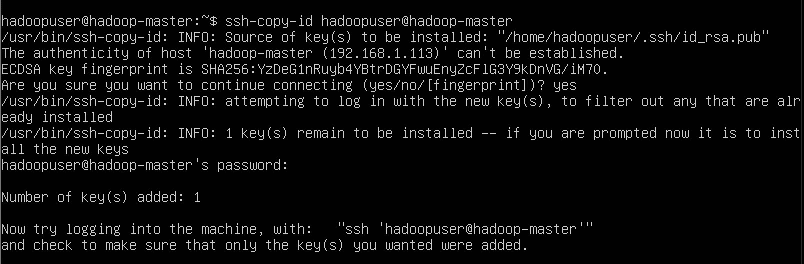 hadoopuser@hadoop-master:~$ ssh-copy-id hadoopuser@hadoop-master
/usr/bin/ssh-copy-id: INFO: Source of key(s) to be installed: "/home/hadoopuser/.ssh/id_rsa.pub"
The authenticity of host 'hadoop-master (192.168.1.113)' can't be established.
ECDSA key fingerprint is SHA256:YzDeG1nRuyb4YBtrDGYFwuEnyZcFlG3Y9kDnVG/iM70.
Are you sure you want to continue connecting (yes/no/[fingerprint])? yes
/usr/bin/ssh-copy-id: INFO: attempting to log in with the new key(s), to filter out any that are alr
eady installed
/usr/bin/ssh-copy-id: INFO: 1 key(s) remain to be installed -- if you are prompted now it is to inst
all the new keys
hadoopuser@hadoop-master's password:
Number of key(s) added: 1
Now try logging into the machine, with:   "ssh 'hadoopuser@hadoop-master'"
and check to make sure that only the key(s) you wanted were added.